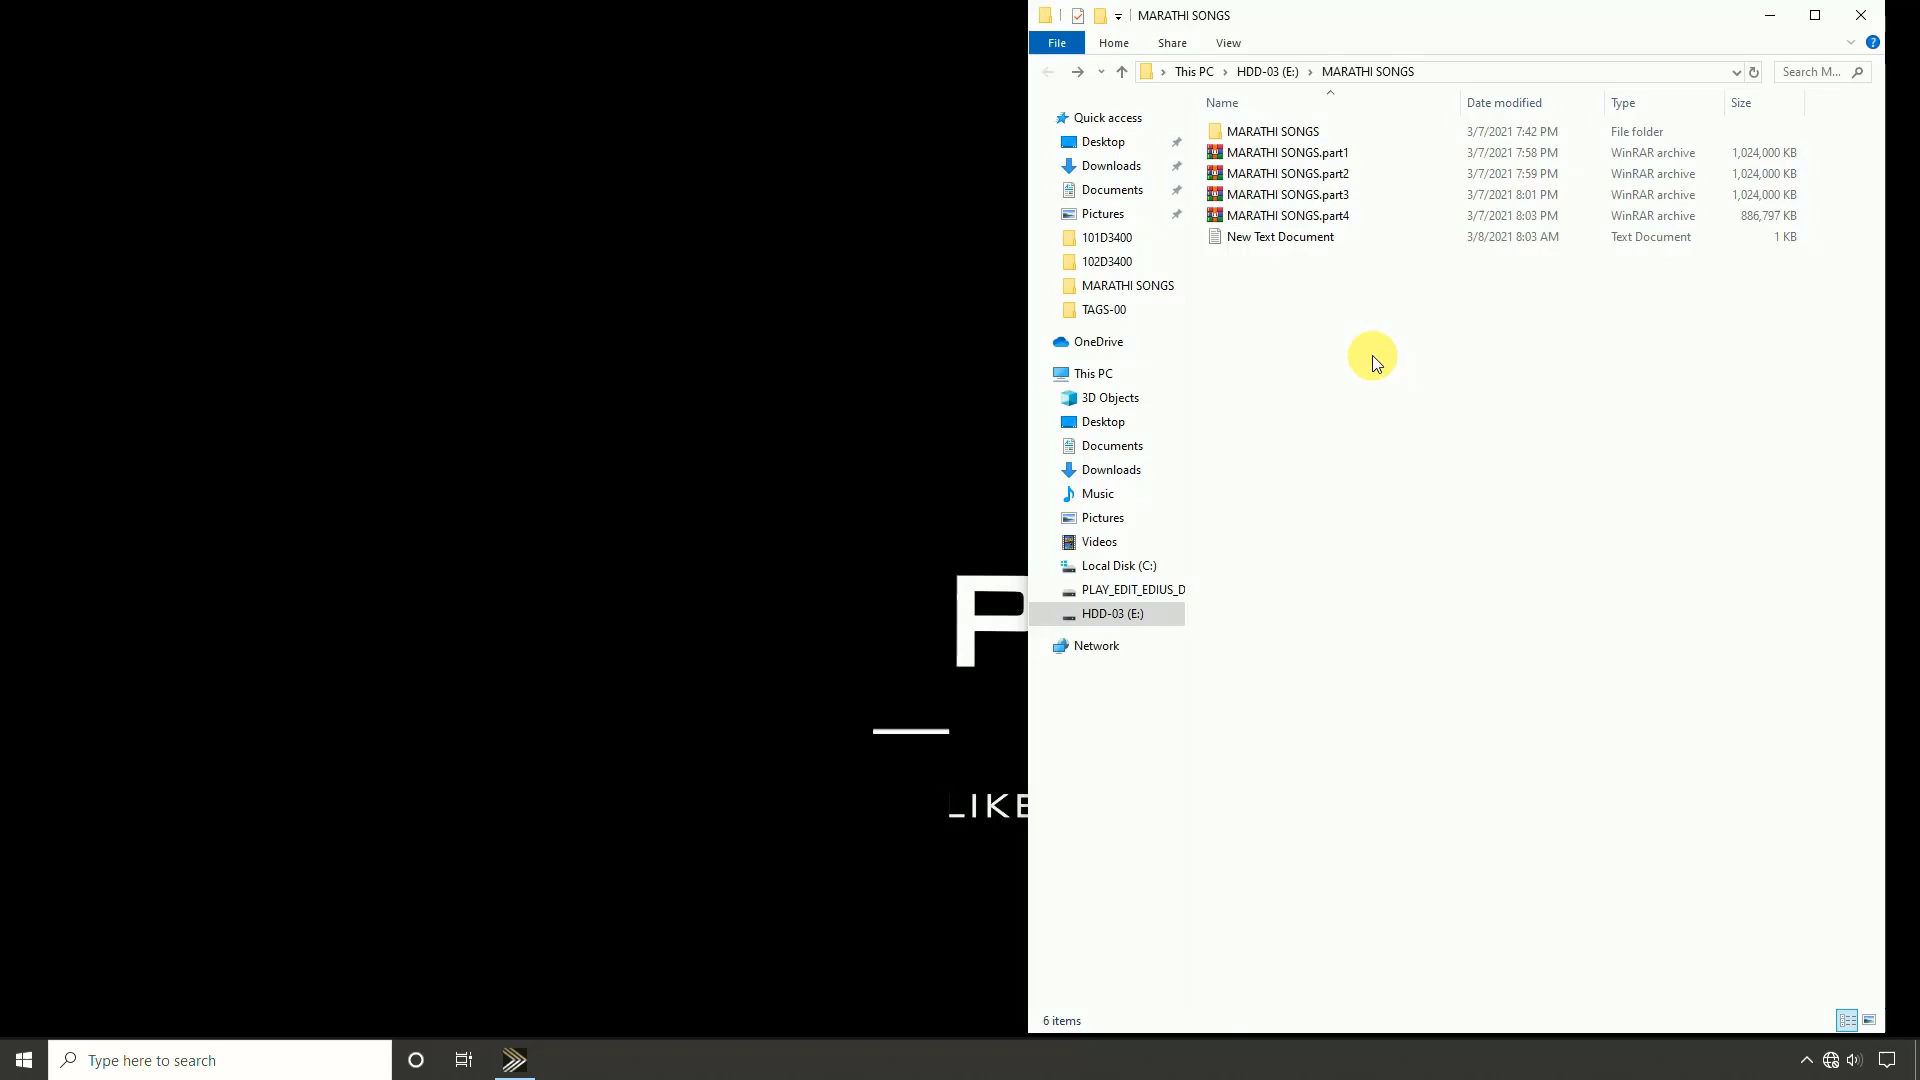 MARATHI SONGS
File Home Share View
This PC HDD-03 (E:) MARATHI SONGS Search M...
Name Date modified Type Size
MARATHI SONGS 3/7/2021 7:42 PM File folder
MARATHI SONGS.part1 3/7/2021 7:58 PM WinRAR archive 1,024,000 KB
MARATHI SONGS.part2 3/7/2021 7:59 PM WinRAR archive 1,024,000 KB
MARATHI SONGS.part3 3/7/2021 8:01 PM WinRAR archive 1,024,000 KB
MARATHI SONGS.part4 3/7/2021 8:03 PM WinRAR archive 886,797 KB
New Text Document 3/8/2021 8:03 AM Text Document 1 KB
Quick access
Desktop
Downloads
Documents
Pictures
101D3400
102D3400
MARATHI SONGS
TAGS-00
OneDrive
This PC
3D Objects
Desktop
Documents
Downloads
Music
Pictures
Videos
Local Disk (C:)
PLAY_EDIT_EDIUS_D
HDD-03 (E:)
Network
P
LIKE
6 items
Type here to search